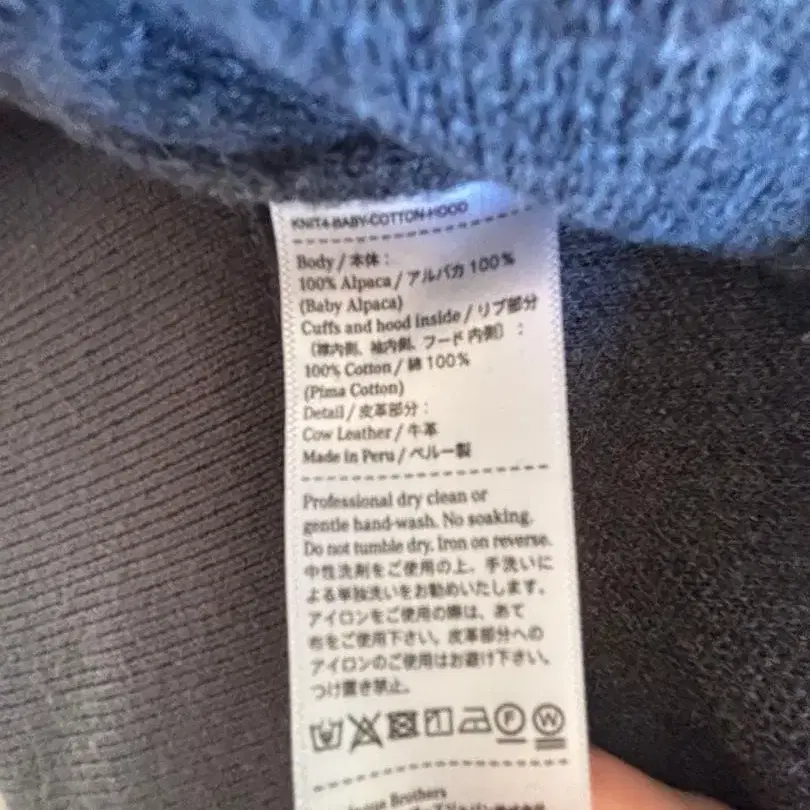 KNIT4-BABY-COTTON-HOOD
Body / 本体 :
100% Alpaca / アルパカ 100%
(Baby Alpaca)
Cuffs and hood inside / リブ部分
(裾内側、袖内側、フード内側) :
100% Cotton / 綿 100%
(Pima Cotton)
Detail / 皮革部分 :
Cow Leather / 牛革
Made in Peru / ペルー製
Professional dry clean or
gentle hand-wash. No soaking.
Do not tumble dry. Iron on reverse.
中性洗剤をご使用の上、手洗いに
よる単独洗いをお勧めいたします。
アイロンをご使用の際は、あて
布をご使用下さい。皮革部分への
アイロンのご使用はお避け下さい。
つけ置き禁止。
F W
Brothers